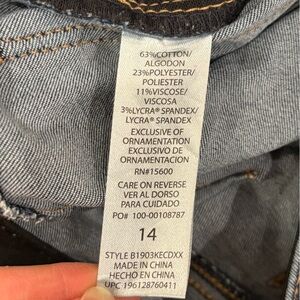 63%COTTON/
ALGODON
23%POLYESTER/
POLIESTER
11%VISCOSE/
VISCOSA
3%LYCRA® SPANDEX/
LYCRA® SPANDEX
EXCLUSIVE OF
ORNAMENTATION
EXCLUSIVO DE
ORNAMENTACION
RN#15600
CARE ON REVERSE
VER AL DORSO
PARA CUIDADO
PO# 100-00108787
14
STYLE B1903KECDXX
MADE IN CHINA
HECHO EN CHINA
UPC 196128760411